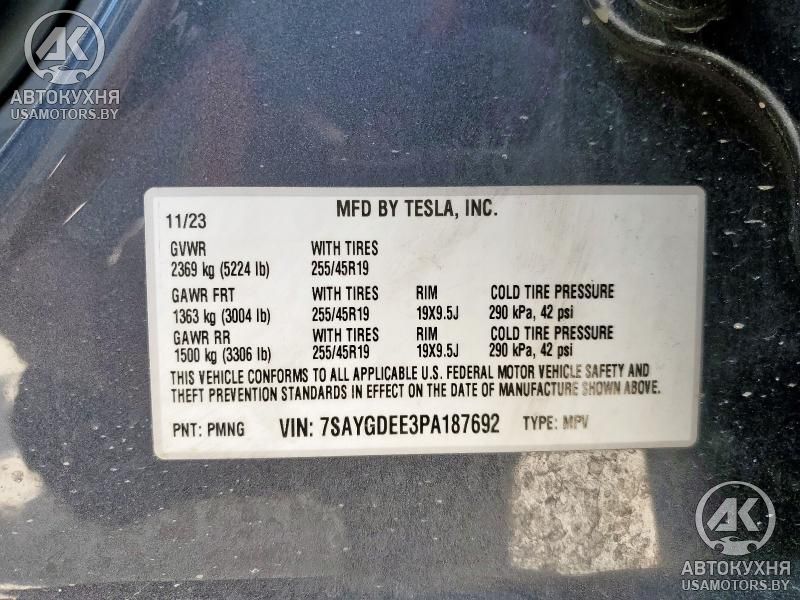 АК
АВТОКУХНЯ
USAMOTORS.BY
11/23 MFD BY TESLA, INC.
GVWR WITH TIRES
2369 kg (5224 lb) 255/45R19
GAWR FRT WITH TIRES RIM COLD TIRE PRESSURE
1363 kg (3004 lb) 255/45R19 19X9.5J 290 kPa, 42 psi
GAWR RR WITH TIRES RIM COLD TIRE PRESSURE
1500 kg (3306 lb) 255/45R19 19X9.5J 290 kPa, 42 psi
THIS VEHICLE CONFORMS TO ALL APPLICABLE U.S. FEDERAL MOTOR VEHICLE SAFETY AND
THEFT PREVENTION STANDARDS IN EFFECT ON THE DATE OF MANUFACTURE SHOWN ABOVE.
PNT: PMNG VIN: 7SAYGDEE3PA187692 TYPE: MPV
АК
АВТОКУХНЯ
USAMOTORS.BY